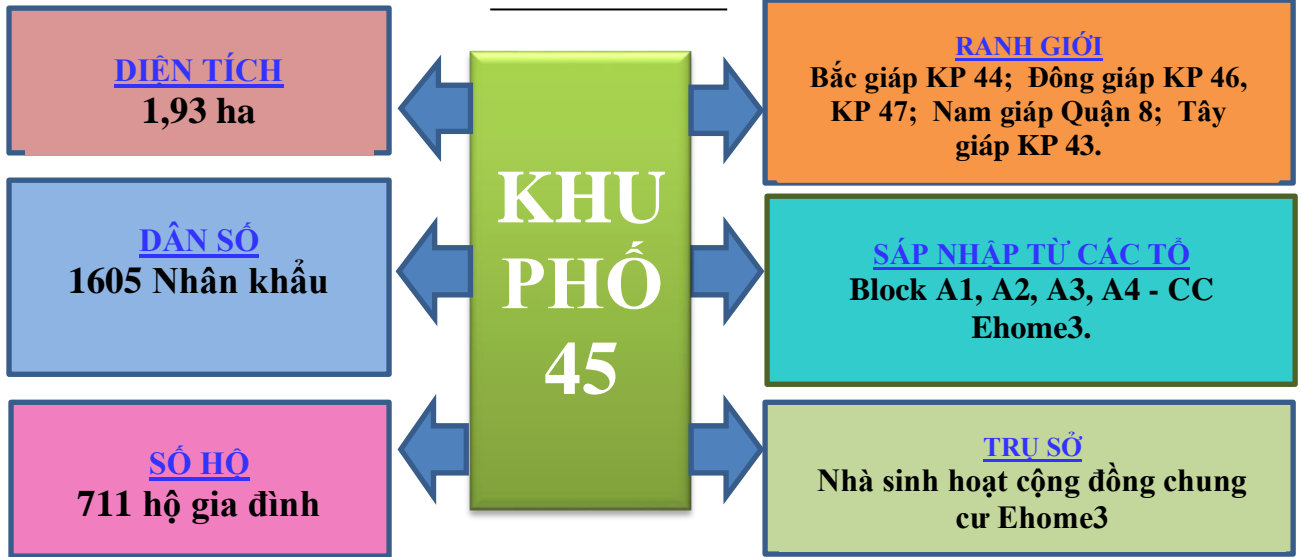 DIỆN TÍCH
1,93 ha
DÂN SỐ
1605 Nhân khẩu
SỐ HỘ
711 hộ gia đình
KHU
PHỐ
45
RANH GIỚI
Bắc giáp KP 44; Đông giáp KP 46,
KP 47; Nam giáp Quận 8; Tây
giáp KP 43.
SÁP NHẬP TỪ CÁC TỔ
Block A1, A2, A3, A4 - CC
Ehome3.
TRỤ SỞ
Nhà sinh hoạt cộng đồng chung
cư Ehome3